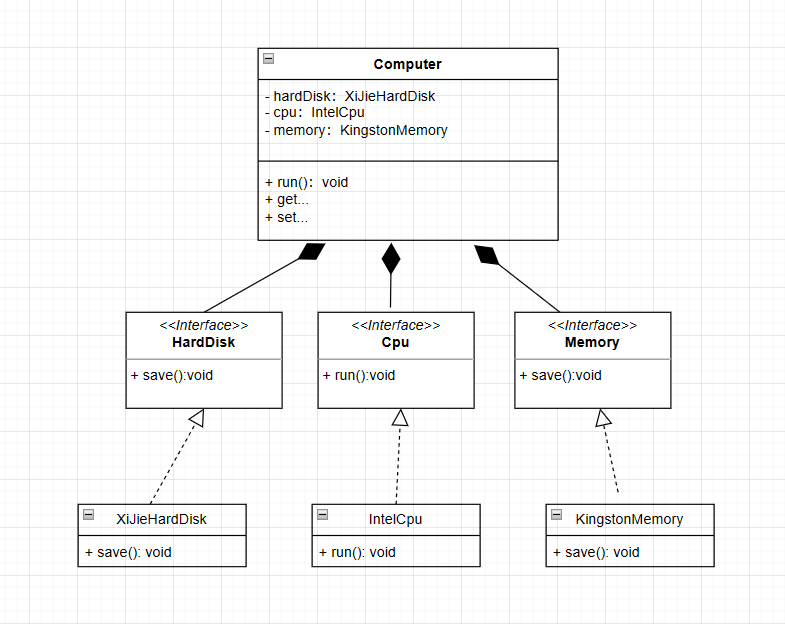 Computer
- hardDisk: XiJieHardDisk
- cpu: IntelCpu
- memory: KingstonMemory
+ run(): void
+ get...
+ set...
<<Interface>>
HardDisk
+ save():void
<<Interface>>
Cpu
+ run():void
<<Interface>>
Memory
+ save():void
XiJieHardDisk
+ save(): void
IntelCpu
+ run(): void
KingstonMemory
+ save(): void